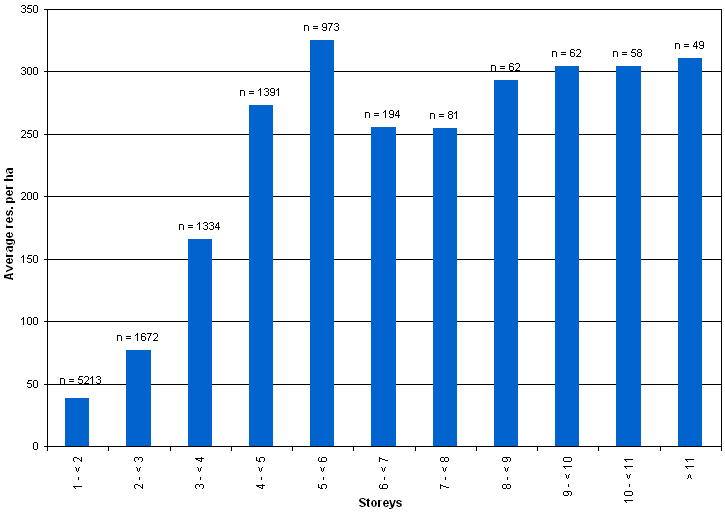 350
300
250
200
150
100
50
0
Average res. per ha
n = 5213
n = 1672
n = 1334
n = 1391
n = 973
n = 194
n = 81
n = 62
n = 62
n = 58
n = 49
1 - < 2
2 - < 3
3 - < 4
4 - < 5
5 - < 6
6 - < 7
7 - < 8
8 - < 9
9 - < 10
10 - < 11
> 11
Storeys